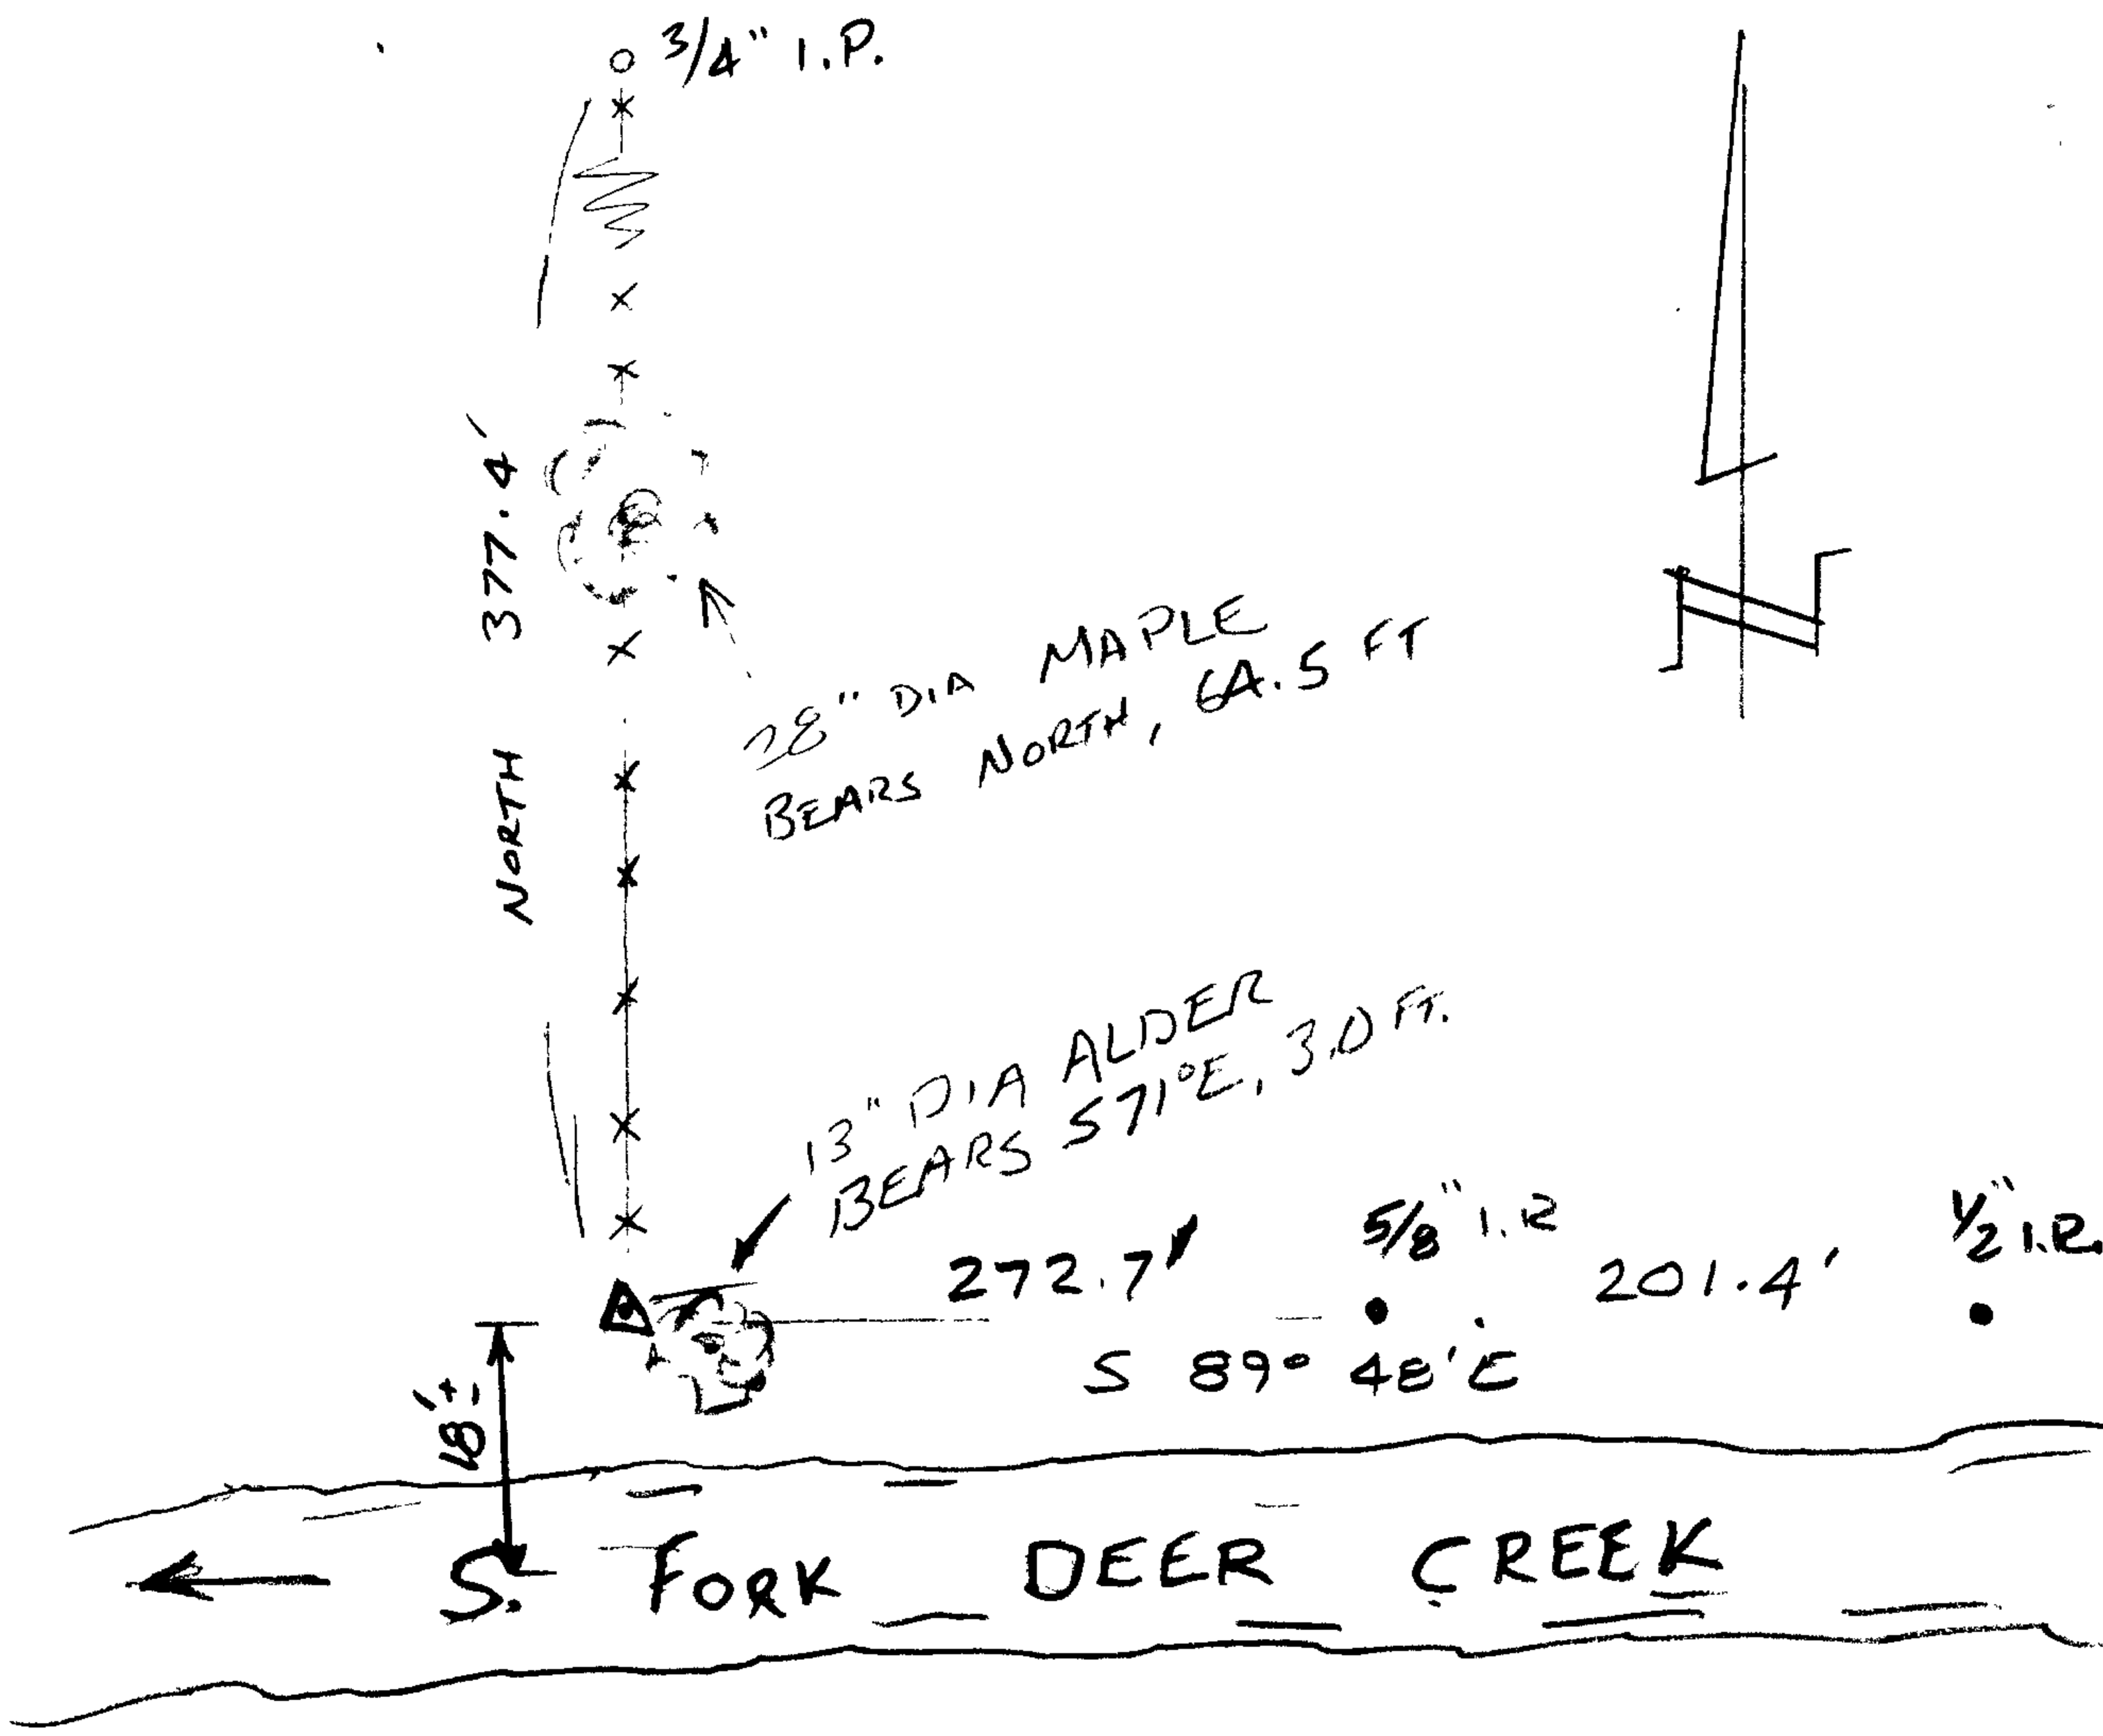 3/4" I.P.
NORTH 377.4'
N
28" DIA MAPLE
BEARS NORTH, 64.5 FT
13" DIA ALDER
BEARS S71°E, 3.0 FT.
272.7'
5/8" I.R
201.4'
1/2" I.R.
S 89° 48' E
18'±
S. FORK DEER CREEK